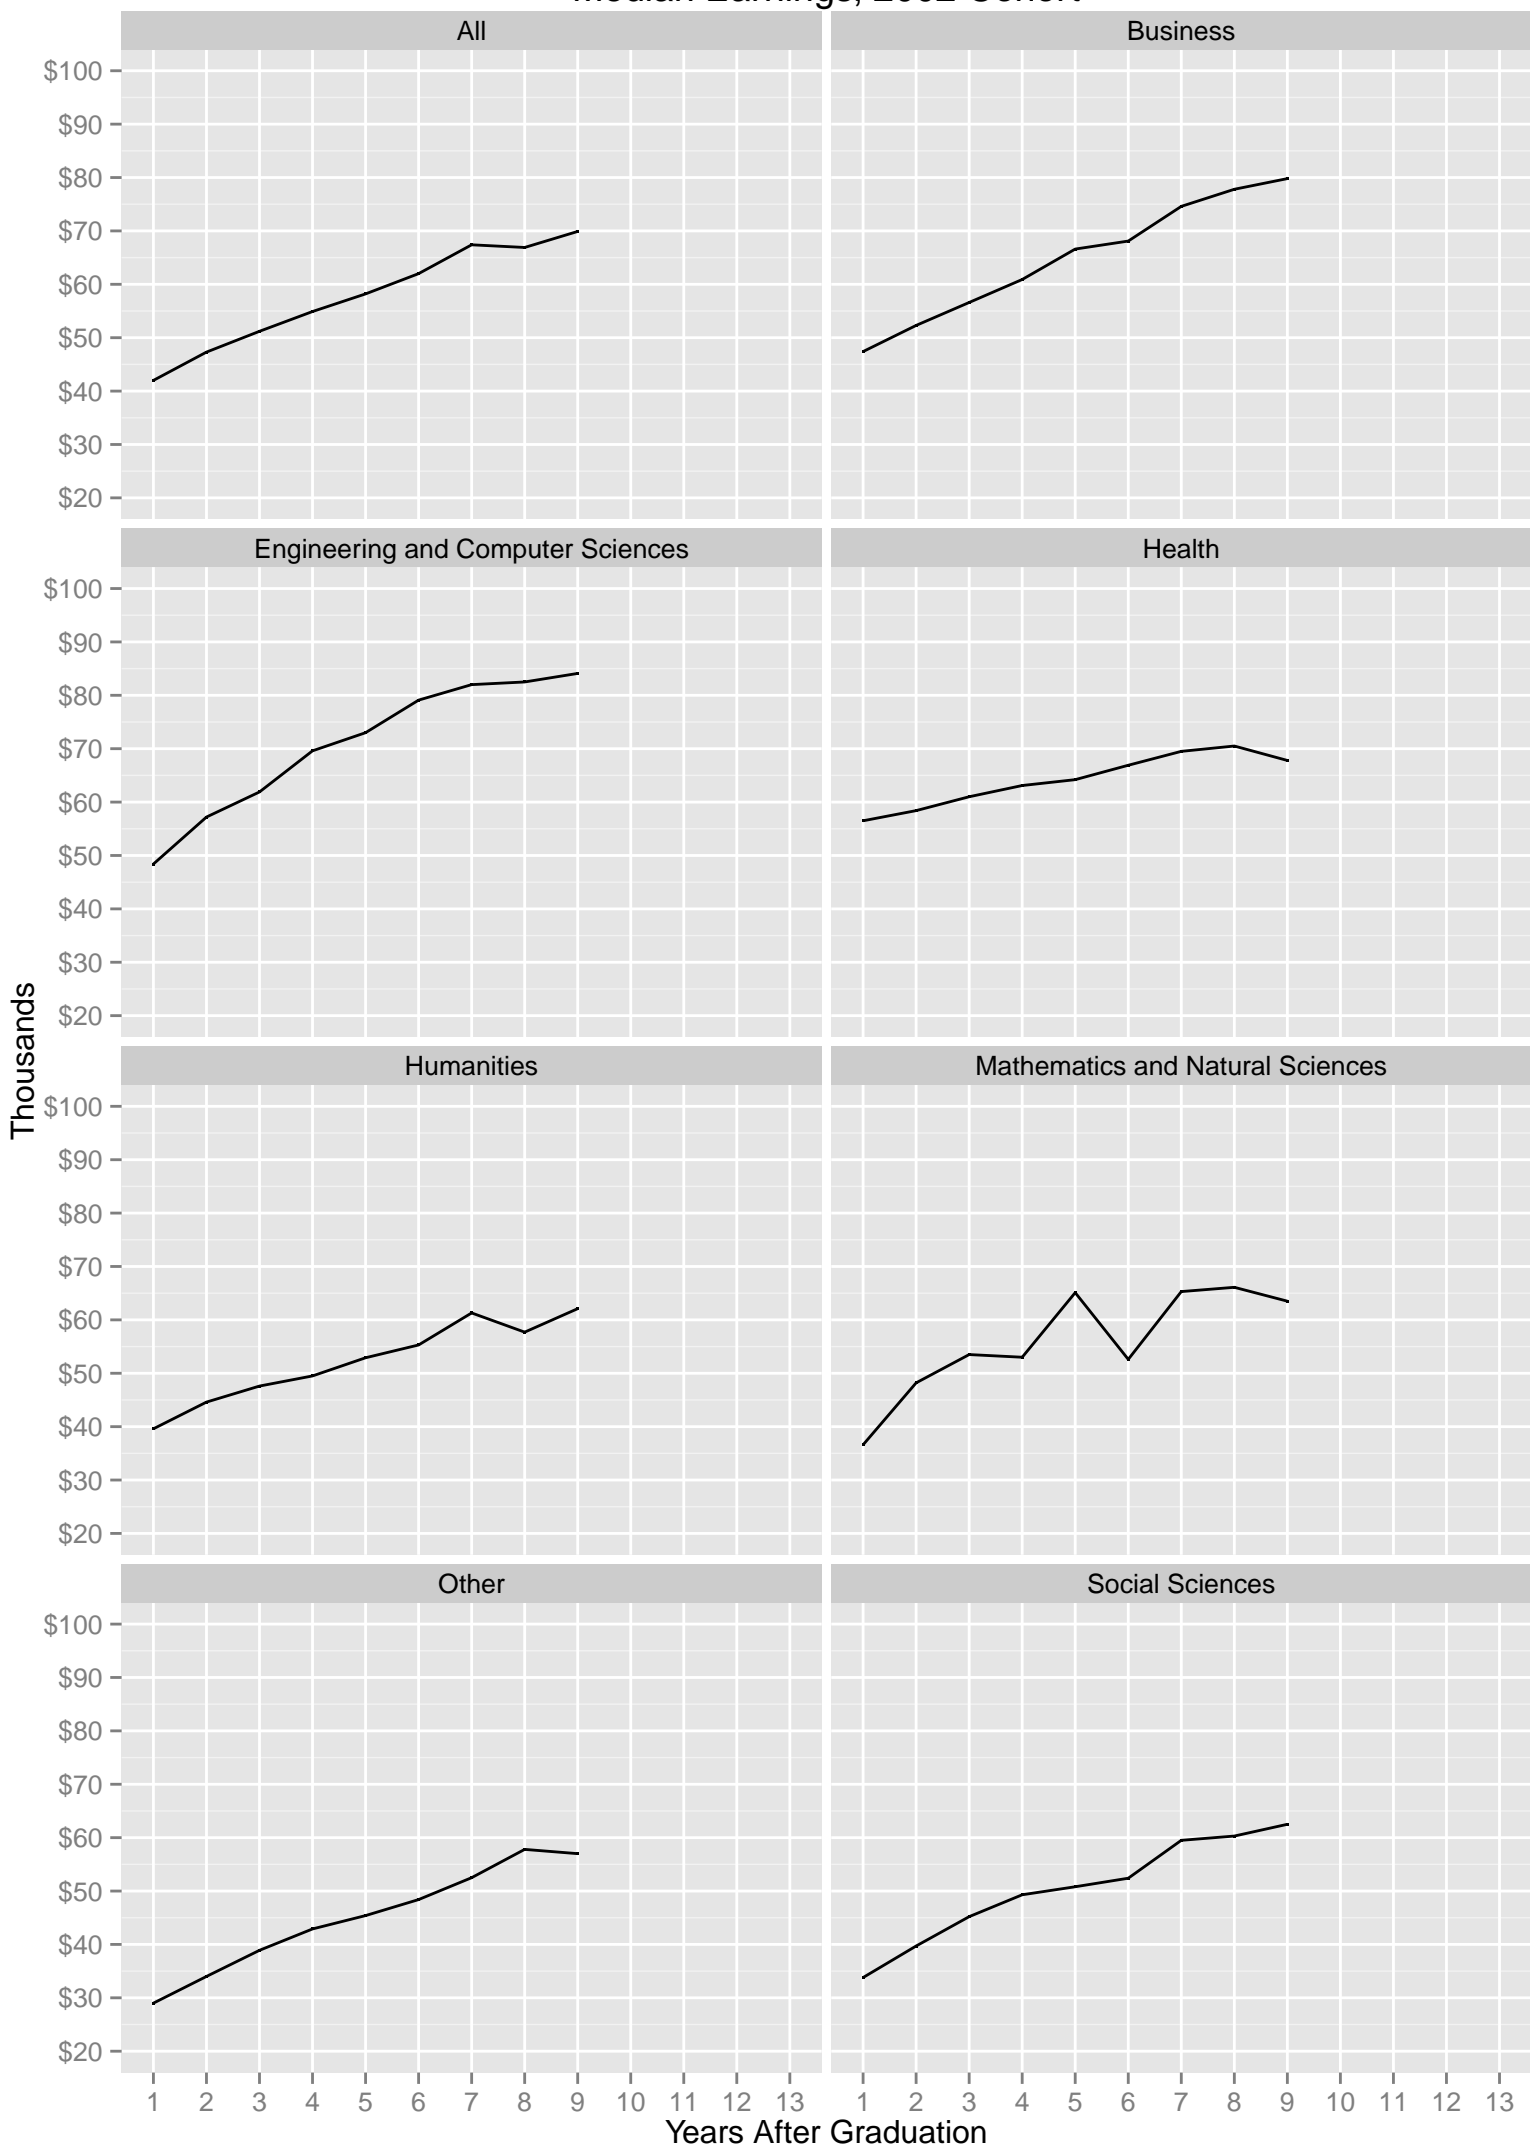 Median Earnings, 2002 Cohort
All
Business
$100
$90
$80
$70
$60
$50
$40
$30
$20
Engineering and Computer Sciences
Health
$100
$90
$80
$70
$60
$50
$40
$30
$20
Thousands
Humanities
Mathematics and Natural Sciences
$100
$90
$80
$70
$60
$50
$40
$30
$20
Other
Social Sciences
$100
$90
$80
$70
$60
$50
$40
$30
$20
1 2 3 4 5 6 7 8 9 10 11 12 13
1 2 3 4 5 6 7 8 9 10 11 12 13
Years After Graduation